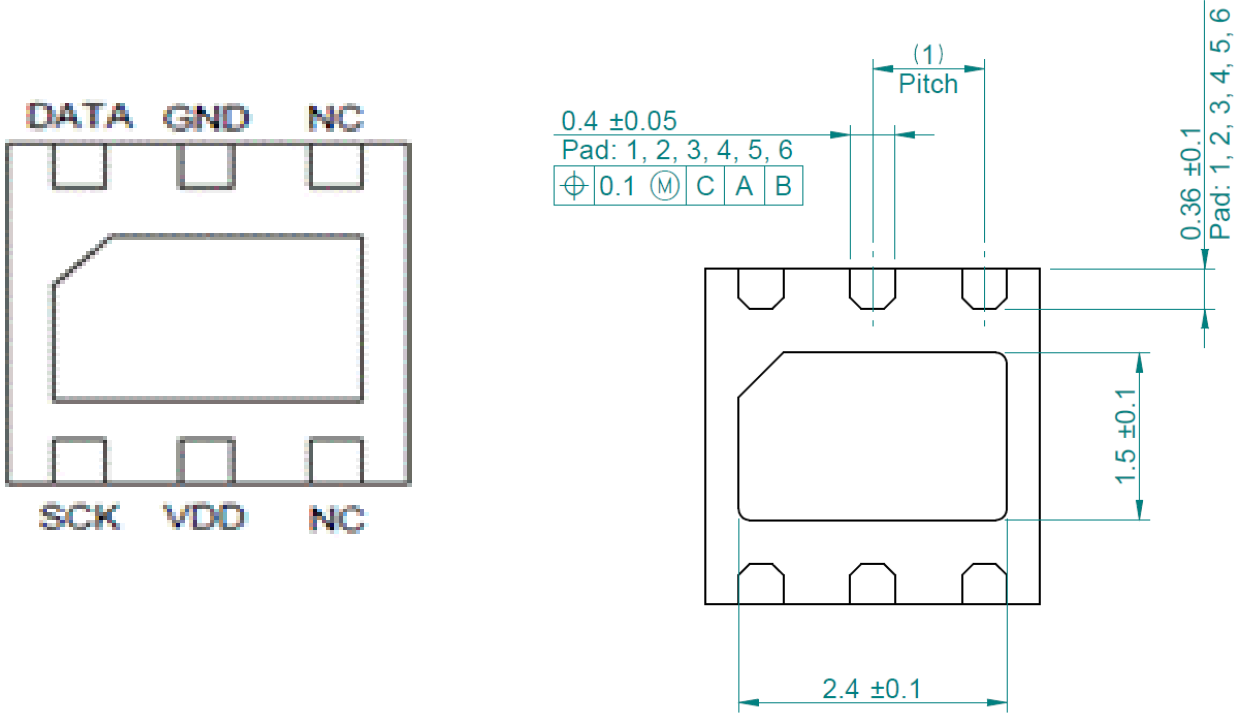 DATA GND NC
SCK VDD NC
(1)
Pitch
0.4 ±0.05
Pad: 1, 2, 3, 4, 5, 6
⌖ 0.1 Ⓜ C A B
0.36 ±0.1
Pad: 1, 2, 3, 4, 5, 6
1.5 ±0.1
2.4 ±0.1